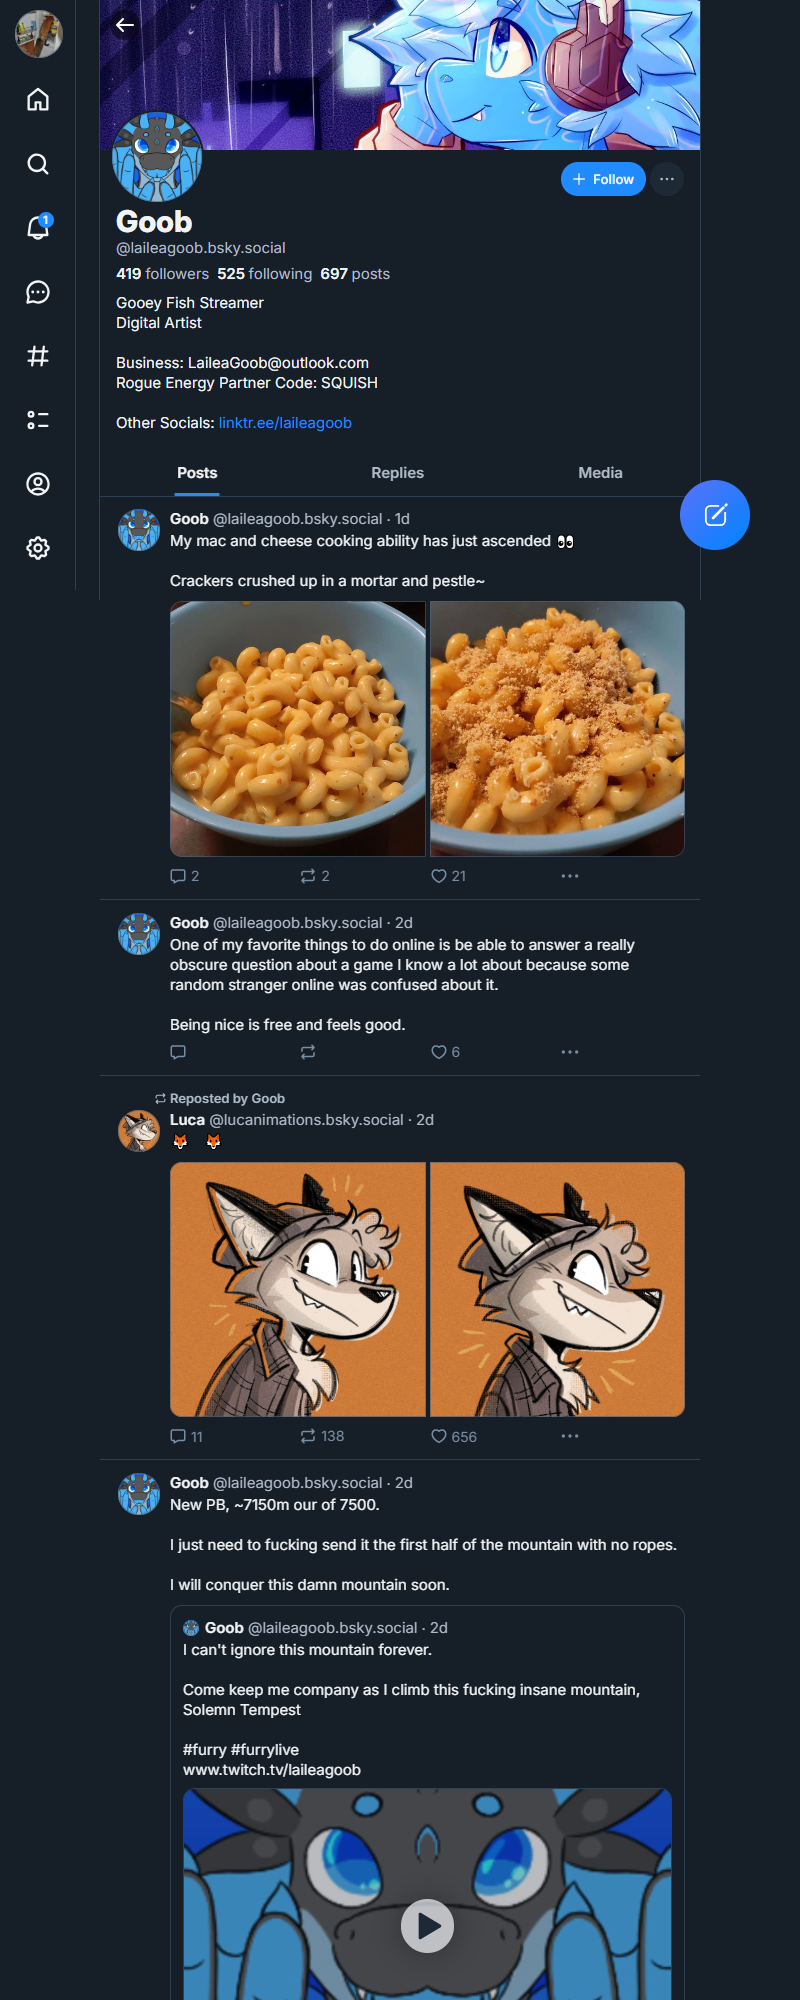 1
Follow
Goob
@laileagoob.bsky.social
419 followers 525 following 697 posts
Gooey Fish Streamer
Digital Artist
Business: LaileaGoob@outlook.com
Rogue Energy Partner Code: SQUISH
Other Socials: linktr.ee/laileagoob
Posts
Replies
Media
Goob @laileagoob.bsky.social · 1d
My mac and cheese cooking ability has just ascended 👀
Crackers crushed up in a mortar and pestle~
2
2
21
Goob @laileagoob.bsky.social · 2d
One of my favorite things to do online is be able to answer a really
obscure question about a game I know a lot about because some
random stranger online was confused about it.
Being nice is free and feels good.
6
Reposted by Goob
Luca @lucanimations.bsky.social · 2d
🦊 🦊
11
138
656
Goob @laileagoob.bsky.social · 2d
New PB, ~7150m our of 7500.
I just need to fucking send it the first half of the mountain with no ropes.
I will conquer this damn mountain soon.
Goob @laileagoob.bsky.social · 2d
I can't ignore this mountain forever.
Come keep me company as I climb this fucking insane mountain,
Solemn Tempest
#furry #furrylive
www.twitch.tv/laileagoob